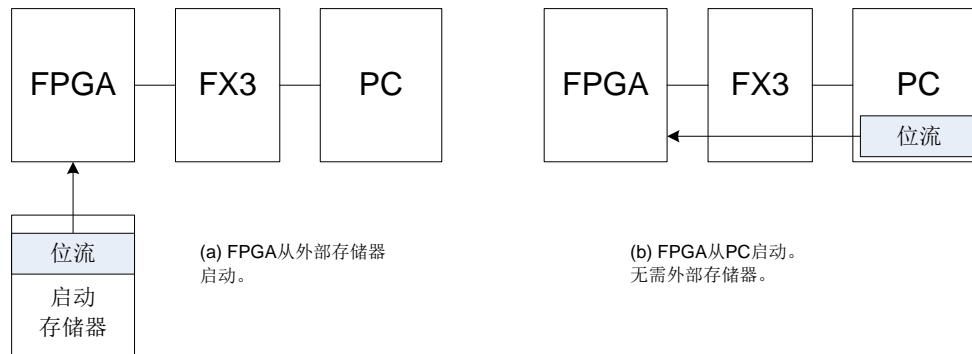 FPGA
FX3
PC
位流
启动
存储器
(a) FPGA从外部存储器
启动。
FPGA
FX3
PC
位流
(b) FPGA从PC启动。
无需外部存储器。